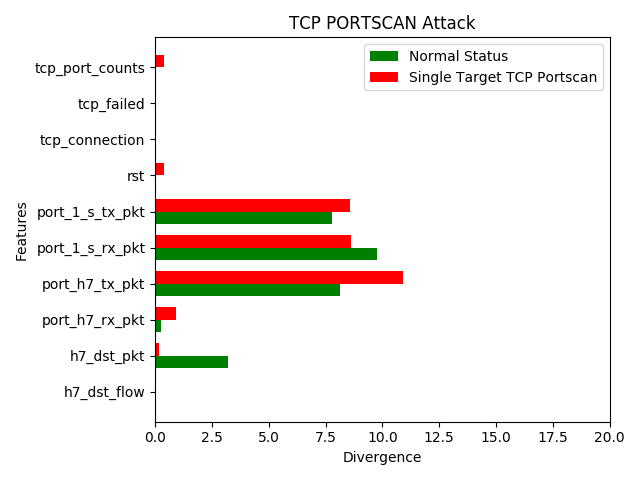 TCP PORTSCAN Attack
Normal Status
Single Target TCP Portscan
Features
tcp_port_counts
tcp_failed
tcp_connection
rst
port_1_s_tx_pkt
port_1_s_rx_pkt
port_h7_tx_pkt
port_h7_rx_pkt
h7_dst_pkt
h7_dst_flow
0.0 2.5 5.0 7.5 10.0 12.5 15.0 17.5 20.0
Divergence